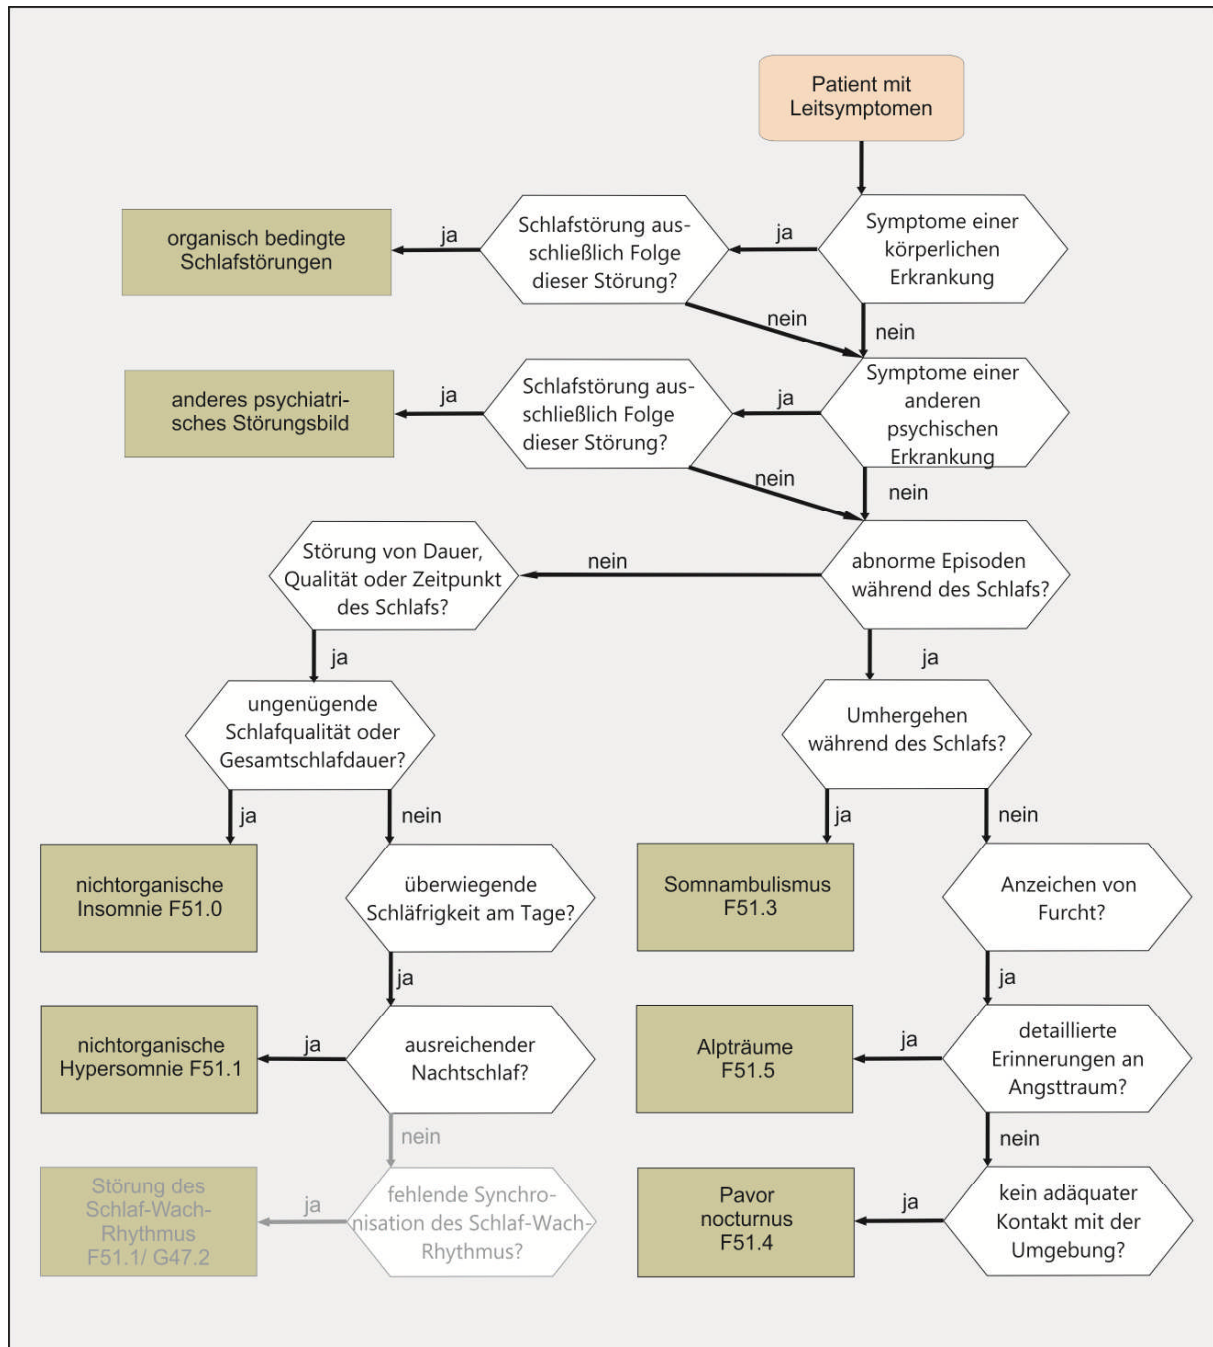 Patient mit
Leitsymptomen
Symptome einer
körperlichen
Erkrankung
ja
Schlafstörung aus-
schließlich Folge
dieser Störung?
ja
organisch bedingte
Schlafstörungen
nein
nein
Symptome einer
anderen
psychischen
Erkrankung
ja
Schlafstörung aus-
schließlich Folge
dieser Störung?
ja
anderes psychiatri-
sches Störungsbild
nein
nein
abnorme Episoden
während des Schlafs?
nein
Störung von Dauer,
Qualität oder Zeitpunkt
des Schlafs?
ja
ungenügende
Schlafqualität oder
Gesamtschlafdauer?
ja
nein
nichtorganische
Insomnie F51.0
überwiegende
Schläfrigkeit am Tage?
ja
ausreichender
Nachtschlaf?
ja
nichtorganische
Hypersomnie F51.1
nein
fehlende Synchro-
nisation des Schlaf-Wach-
Rhythmus?
ja
Störung des
Schlaf-Wach-
Rhythmus
F51.1/ G47.2
ja
Umhergehen
während des Schlafs?
ja
nein
Somnambulismus
F51.3
Anzeichen von
Furcht?
ja
detaillierte
Erinnerungen an
Angsttraum?
ja
Alpträume
F51.5
nein
kein adäquater
Kontakt mit der
Umgebung?
ja
Pavor
nocturnus
F51.4